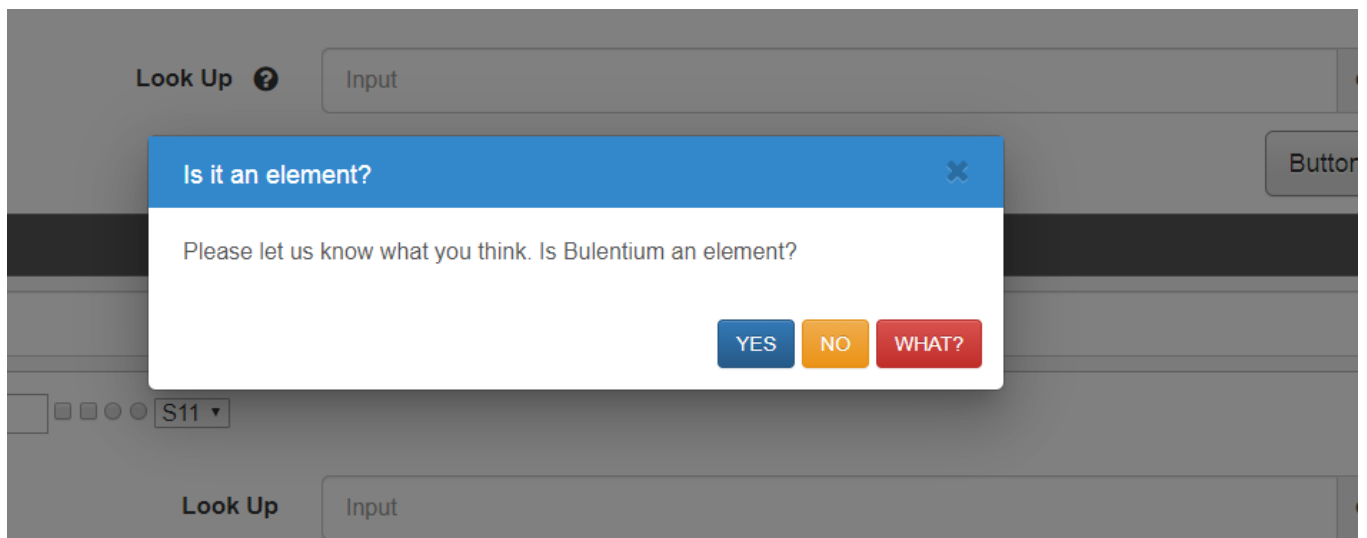 Look Up
Input
Is it an element?
Button
Please let us know what you think. Is Bulentium an element?
YES NO WHAT?
S11
Look Up
Input